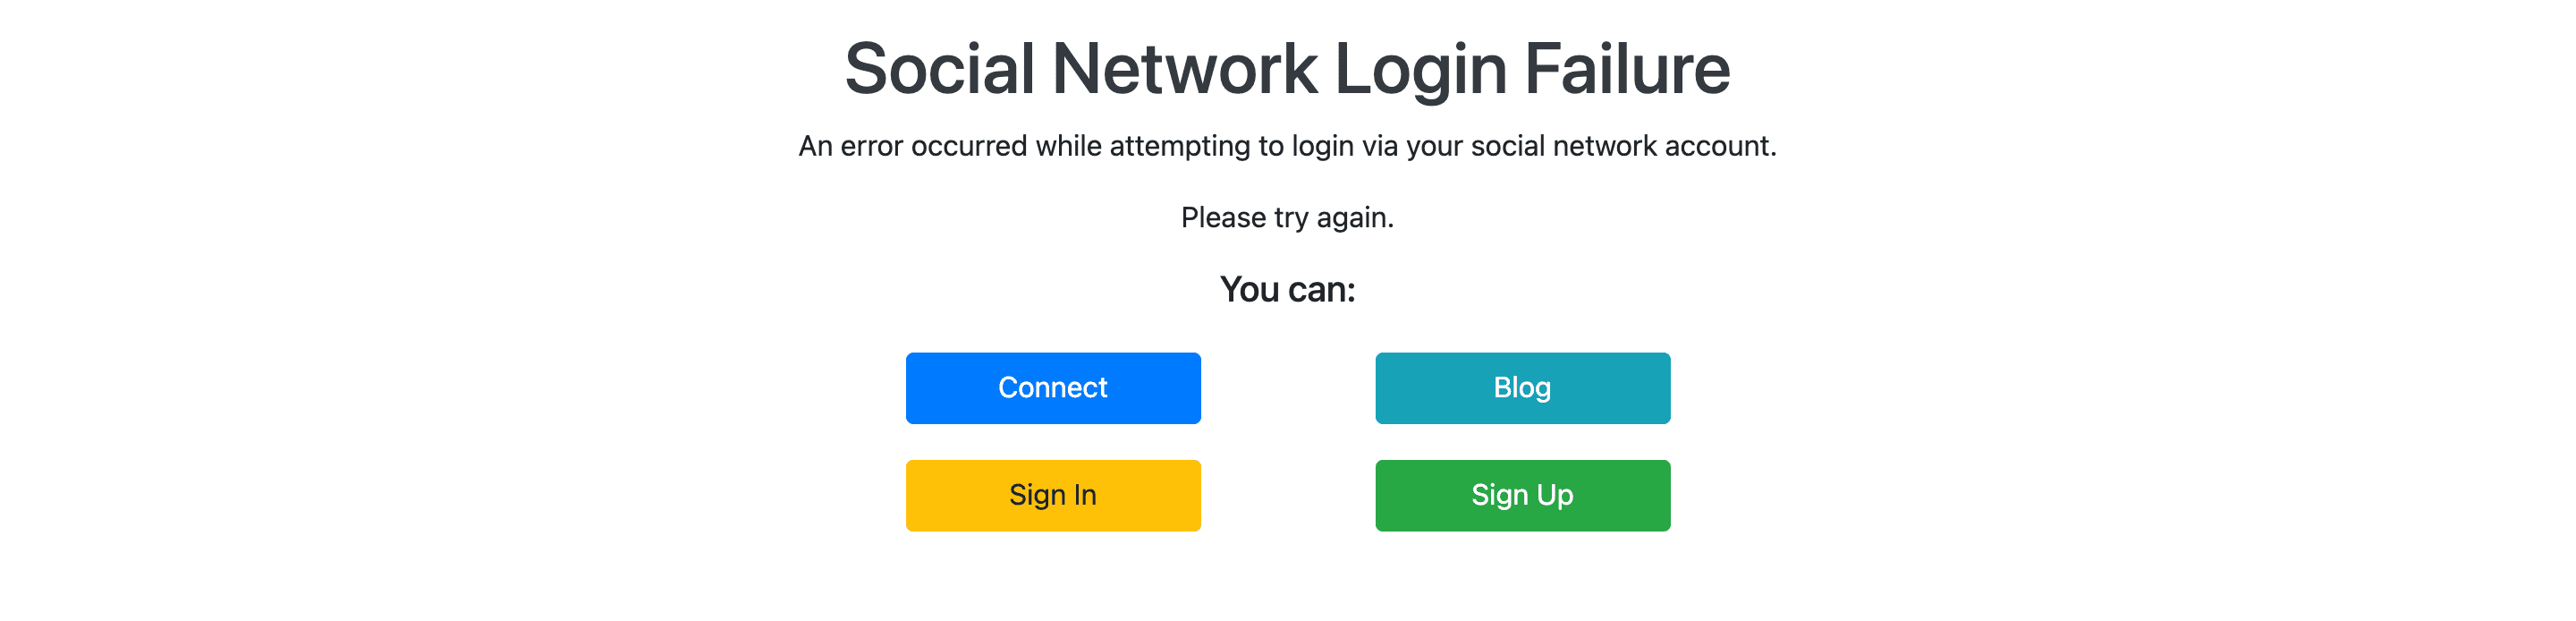 Social Network Login Failure
An error occurred while attempting to login via your social network account.
Please try again.
You can:
Connect
Blog
Sign In
Sign Up